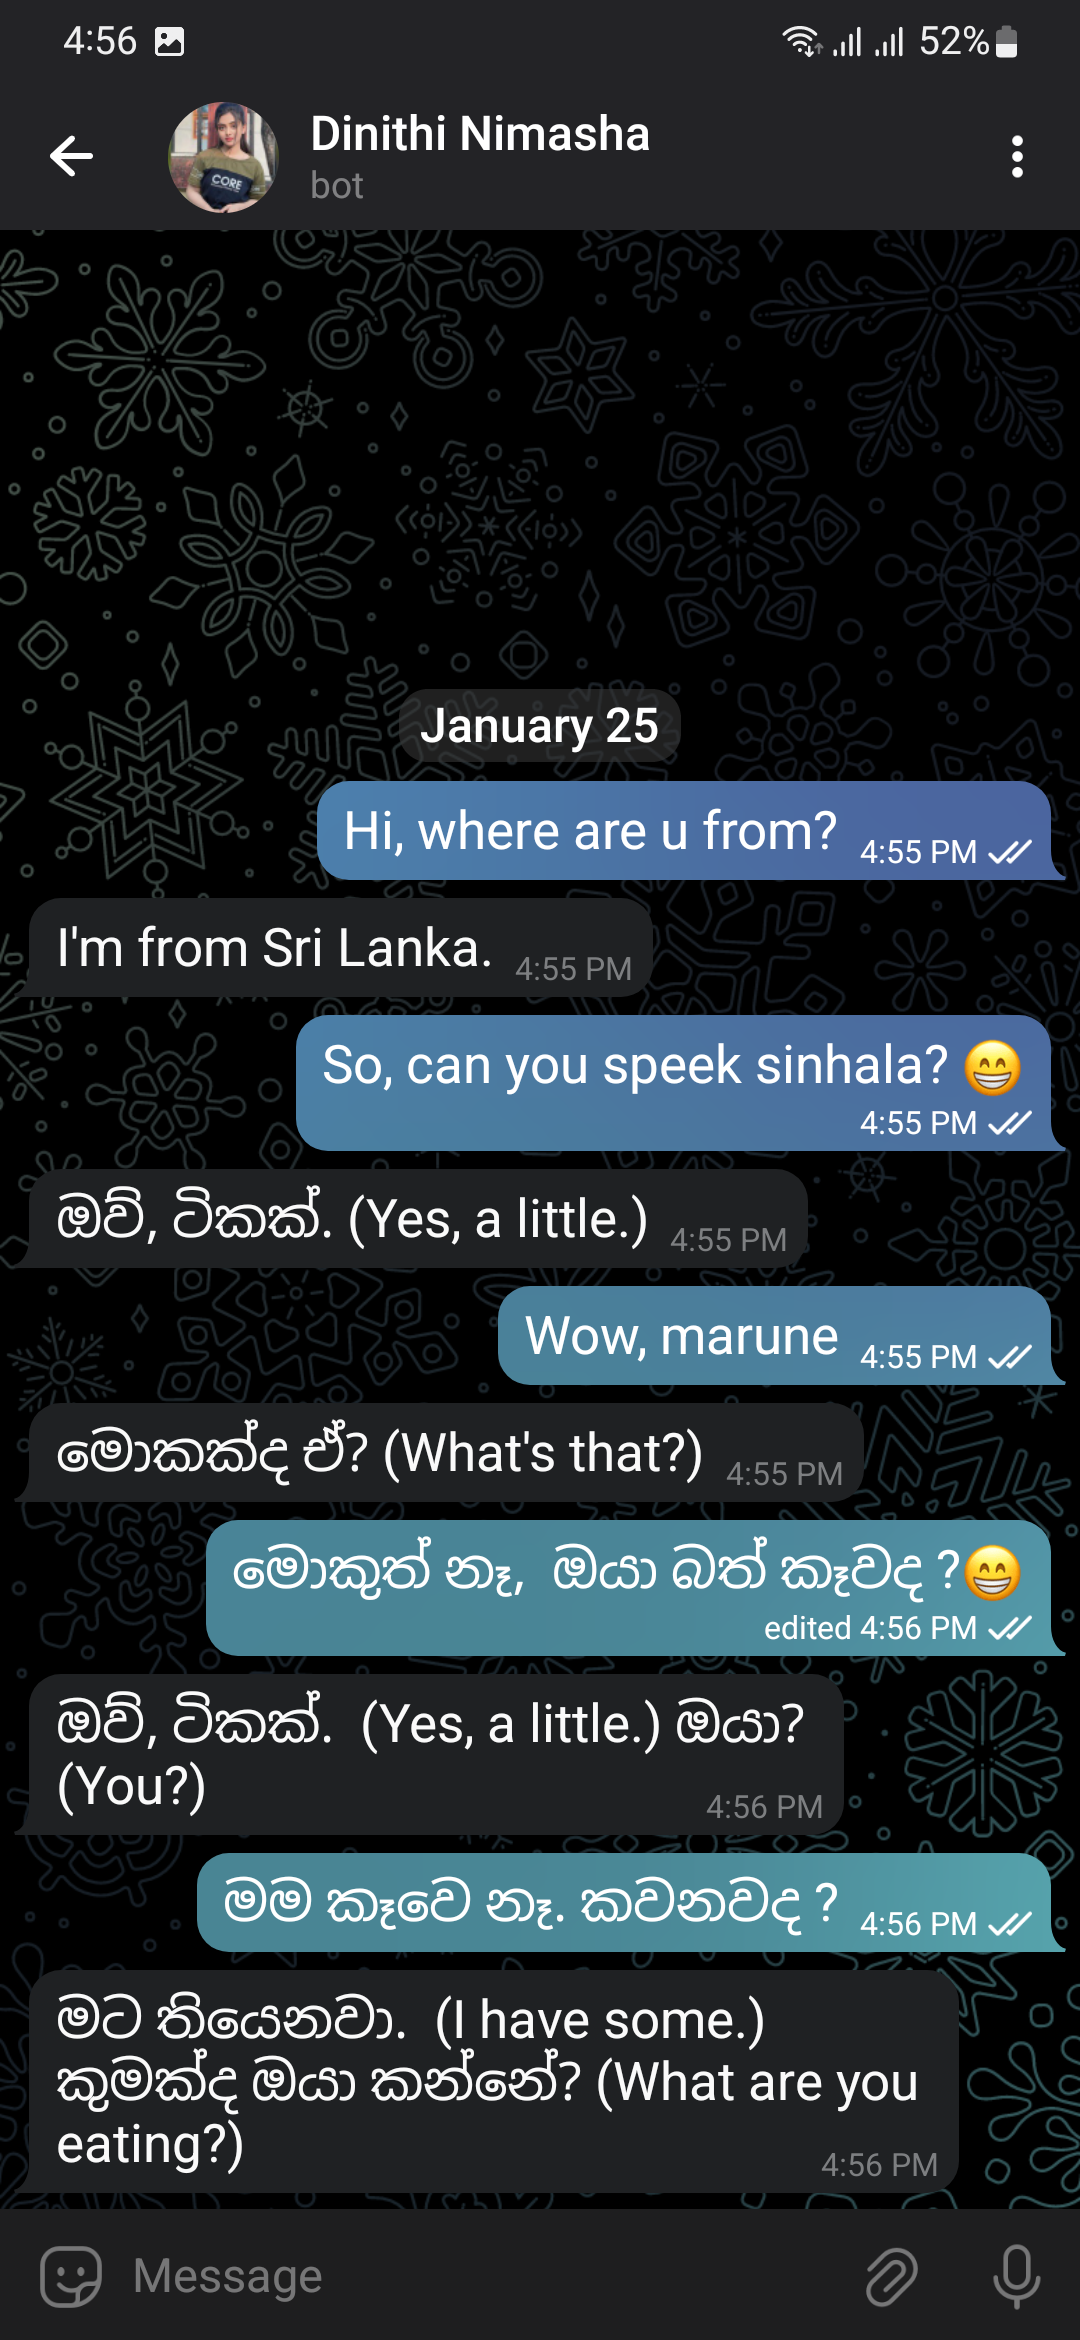 4:56
52%
Dinithi Nimasha
bot
CORE
January 25
Hi, where are u from?
4:55 PM
I'm from Sri Lanka.
4:55 PM
So, can you speek sinhala? 😁
4:55 PM
ඔව්, ටිකක්. (Yes, a little.)
4:55 PM
Wow, marune
4:55 PM
මොකක්ද ඒ? (What's that?)
4:55 PM
මොකුත් නෑ,  ඔයා බත් කෑවද ?😁
edited 4:56 PM
ඔව්, ටිකක්.  (Yes, a little.) ඔයා?
(You?)
4:56 PM
මම කෑවෙ නෑ. කවනවද ?
4:56 PM
මට තියෙනවා.  (I have some.)
කුමක්ද ඔයා කන්නේ? (What are you
eating?)
4:56 PM
Message